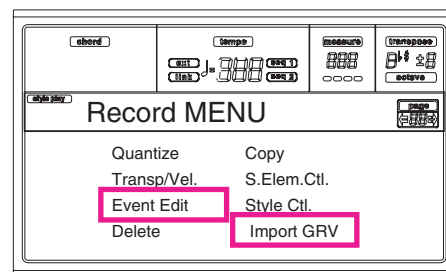 chord
tempo
measure
transpose
ext
seq 1
link
seq 2
octave
style play
Record MENU
page
Quantize
Copy
Transp/Vel.
S.Elem.Ctl.
Event Edit
Style Ctl.
Delete
Import GRV